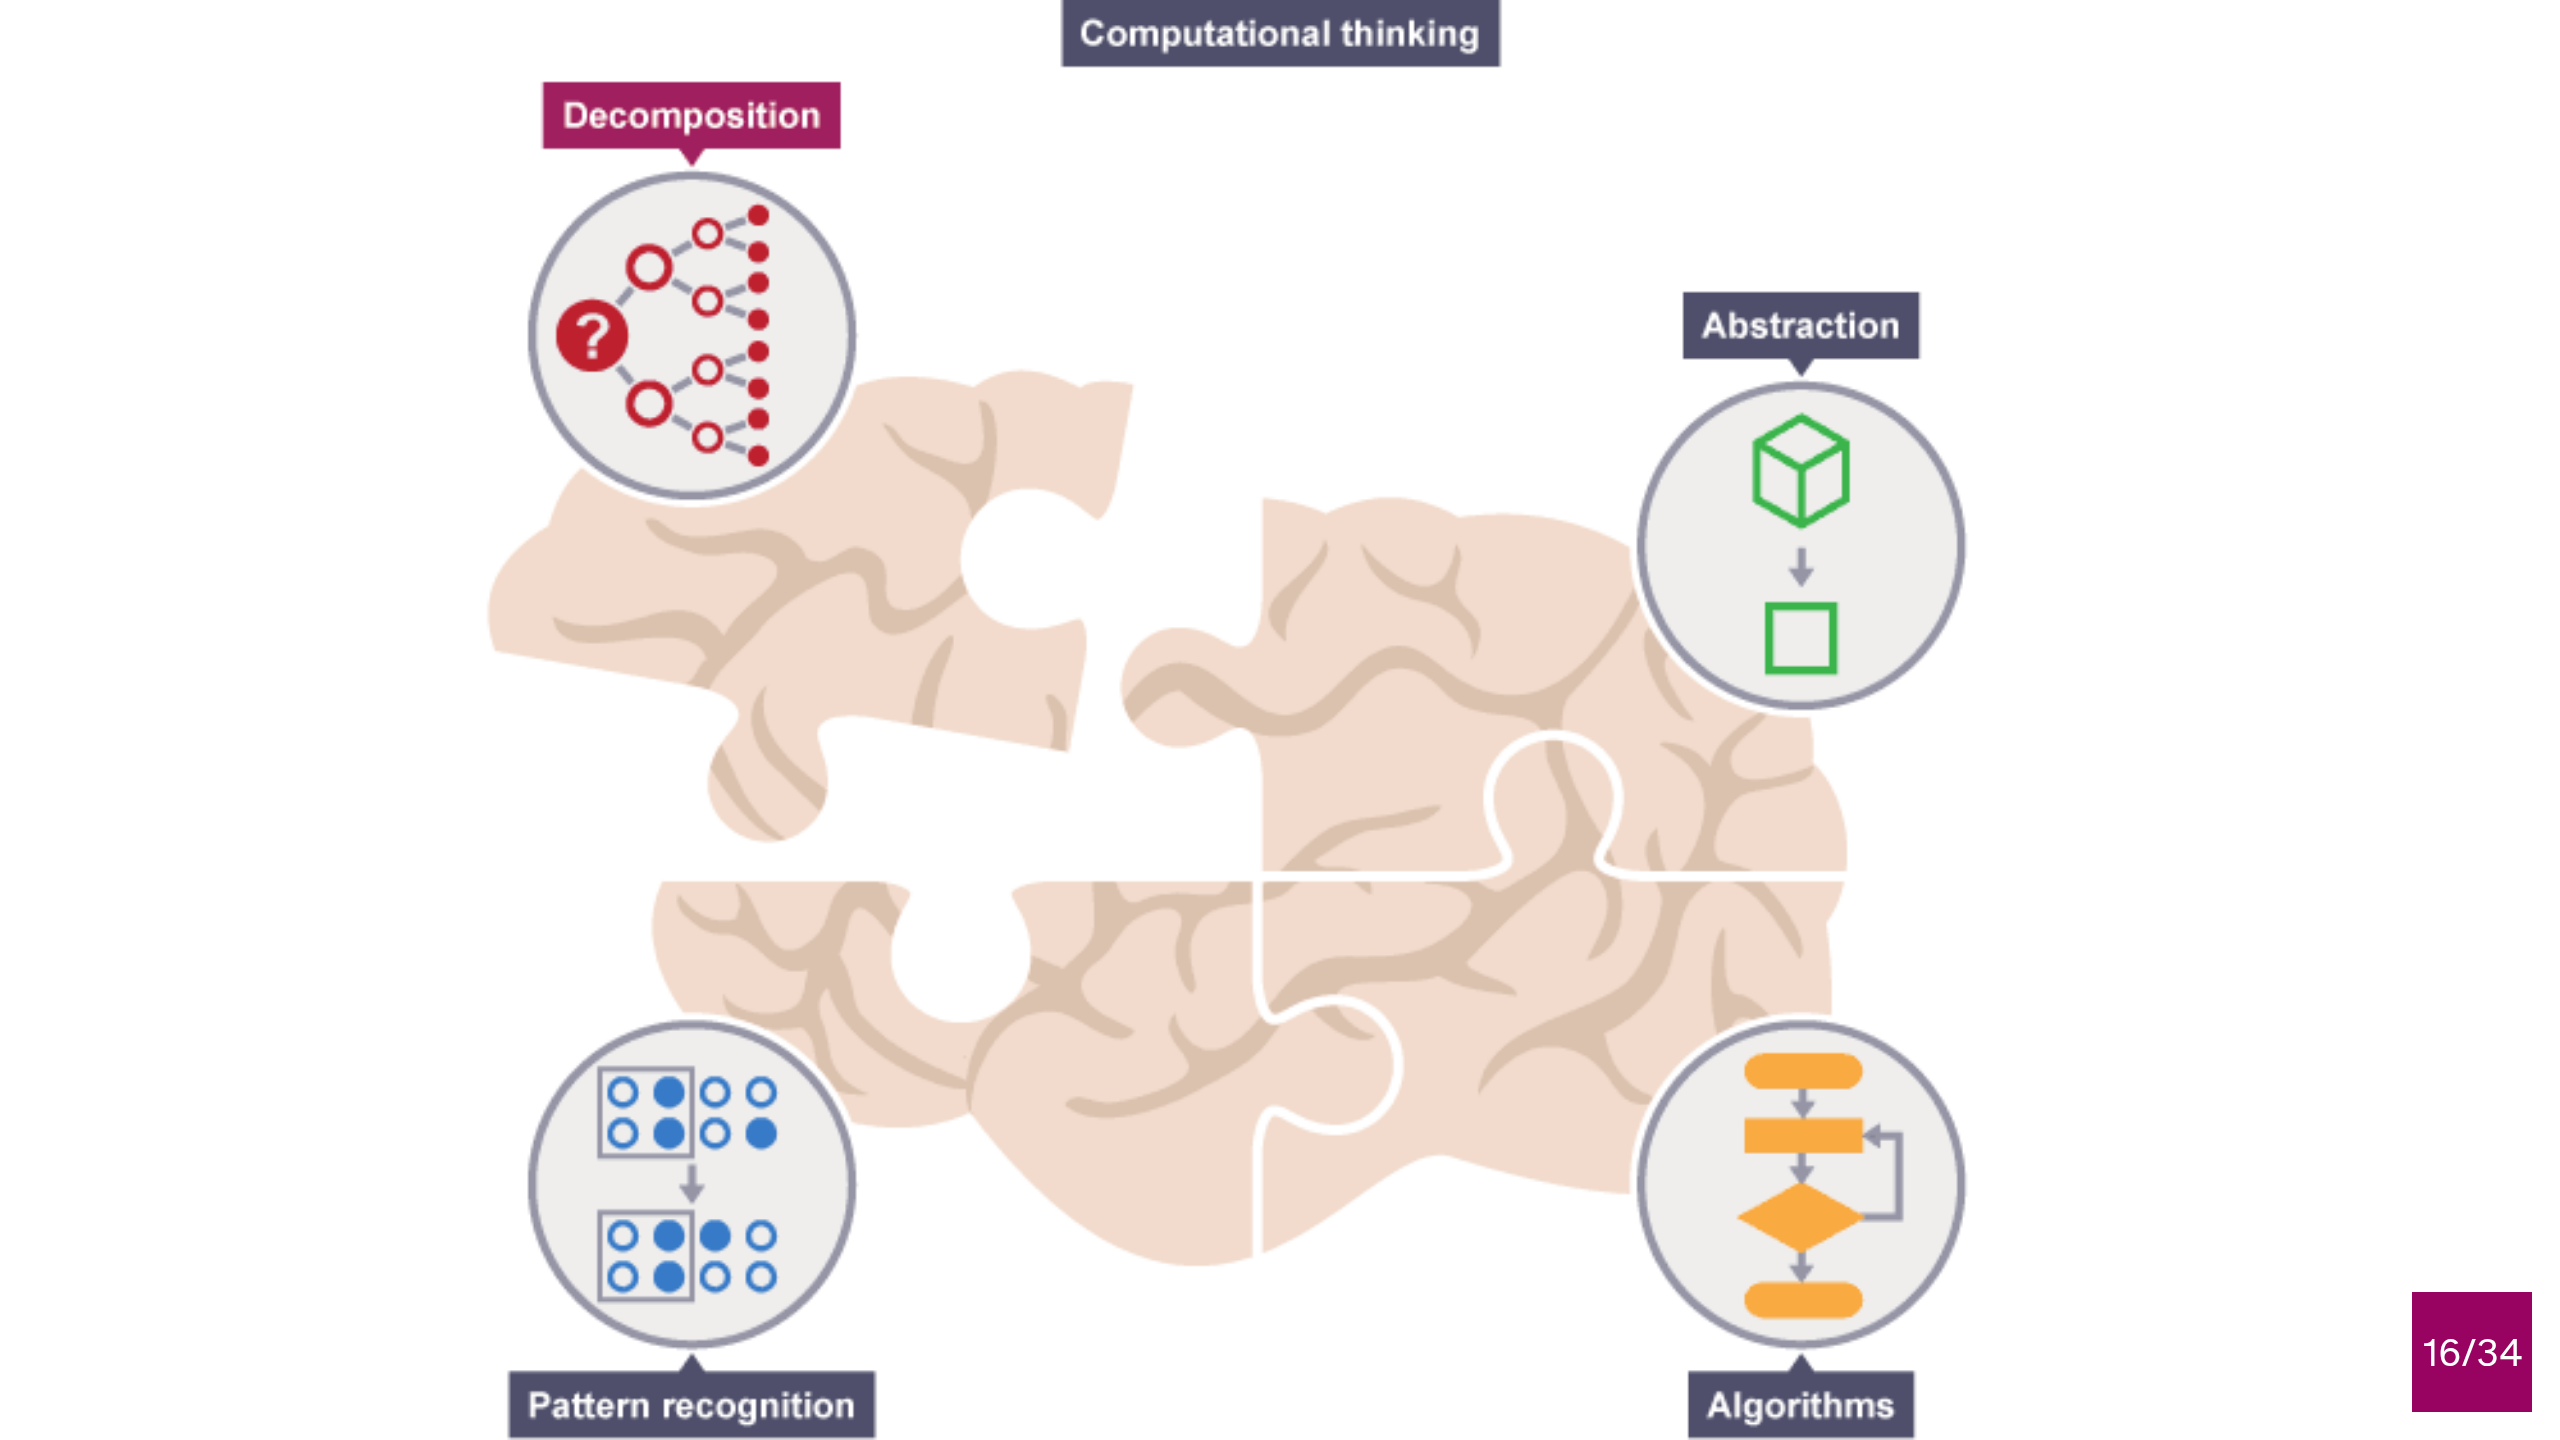 Computational thinking
Decomposition
?
Abstraction
Pattern recognition
Algorithms
16/34